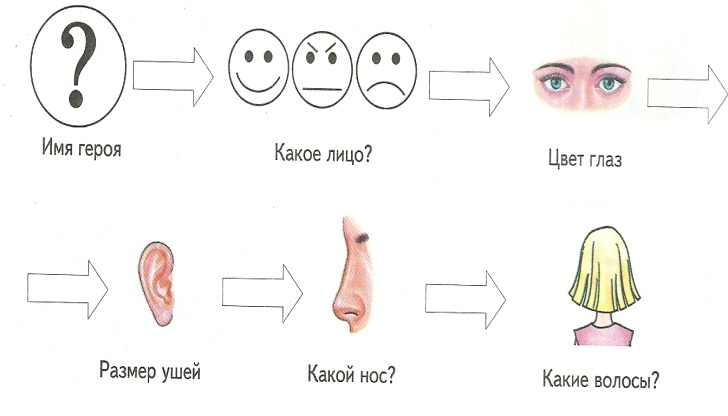 ?
Имя героя
Какое лицо?
Цвет глаз
Размер ушей
Какой нос?
Какие волосы?